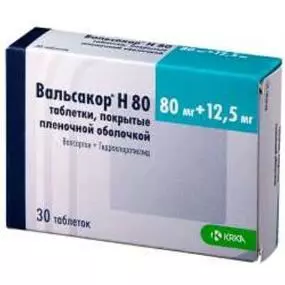 Вальсакор® Н 80
80 мг + 12,5 мг
таблетки, покрытые
пленочной оболочкой
Валсартан + Гидрохлоротиазид
30 таблеток
KRKA